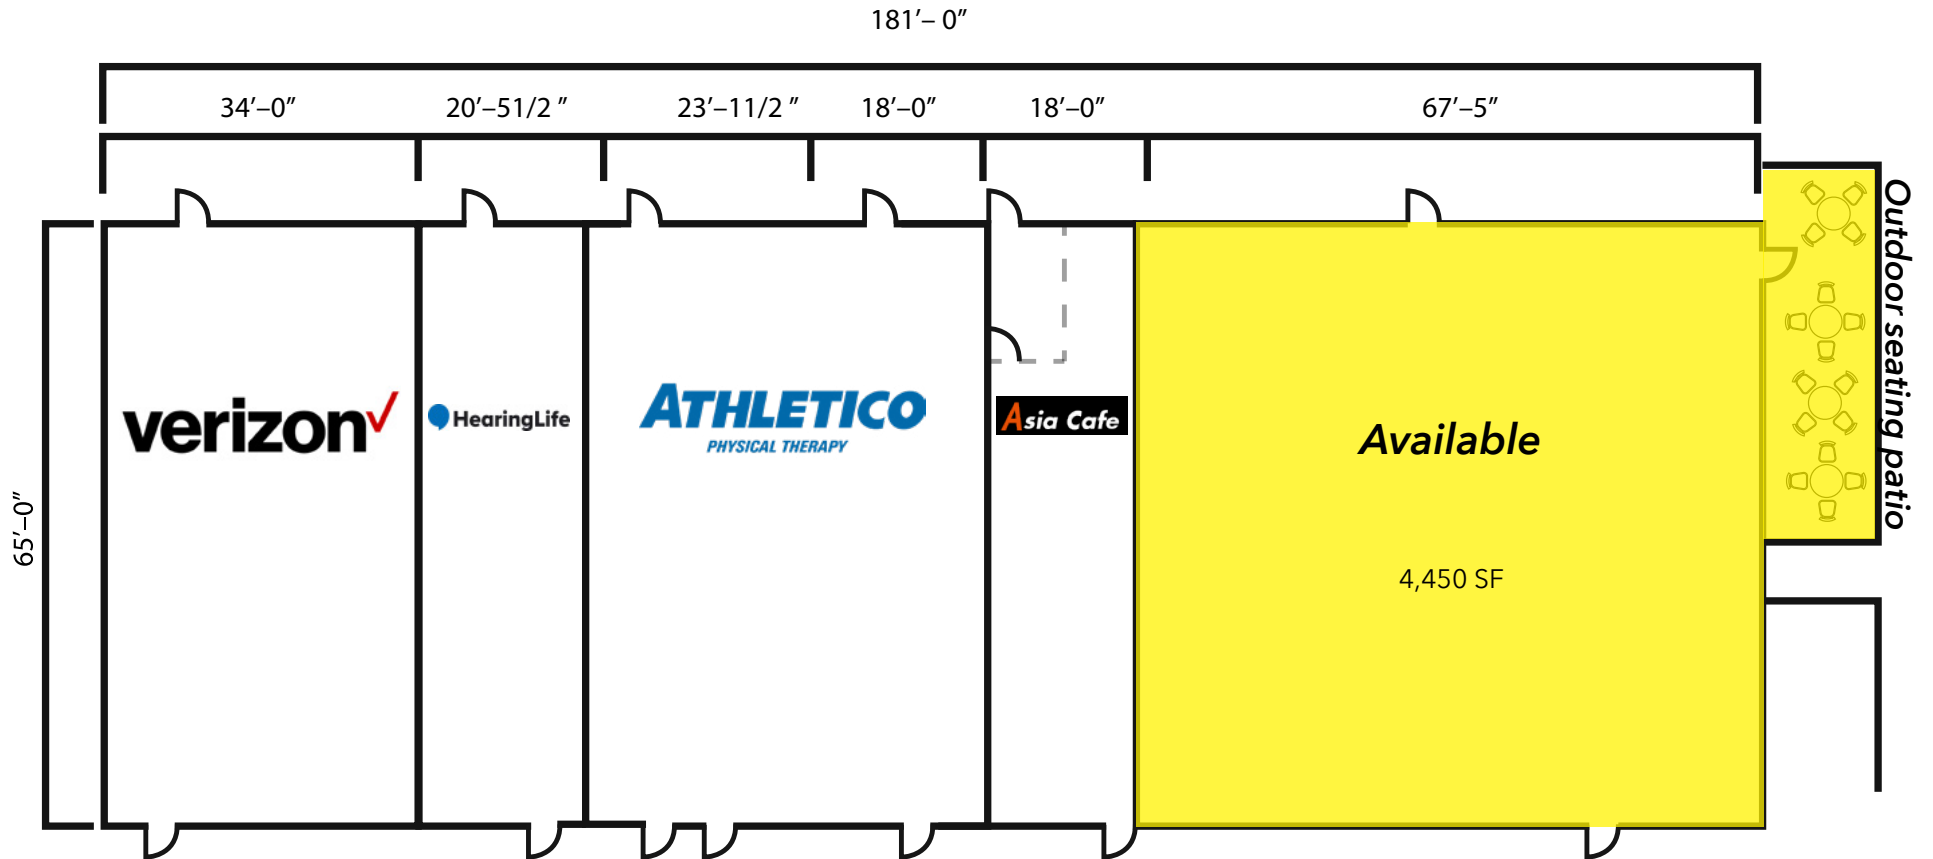 181’– 0”
34’–0”
20’–51/2 ”
23’–11/2 ”
18’–0”
18’–0”
67’–5”
65’–0”
verizon
HearingLife
ATHLETICO
PHYSICAL THERAPY
Asia Cafe
Available
4,450 SF
Outdoor seating patio